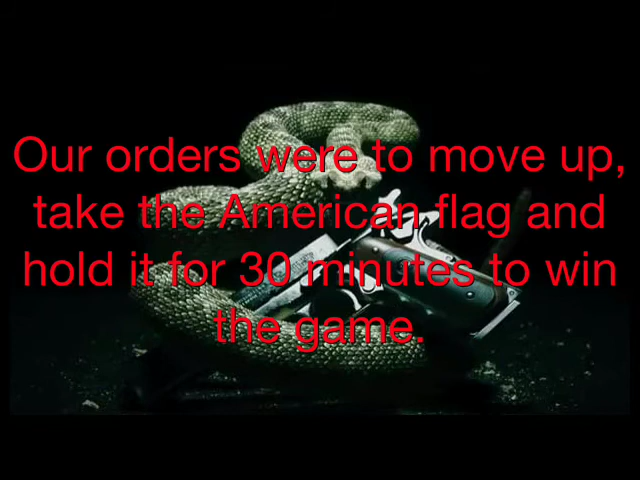 Our orders were to move up,
take the American flag and
hold it for 30 minutes to win
the game.